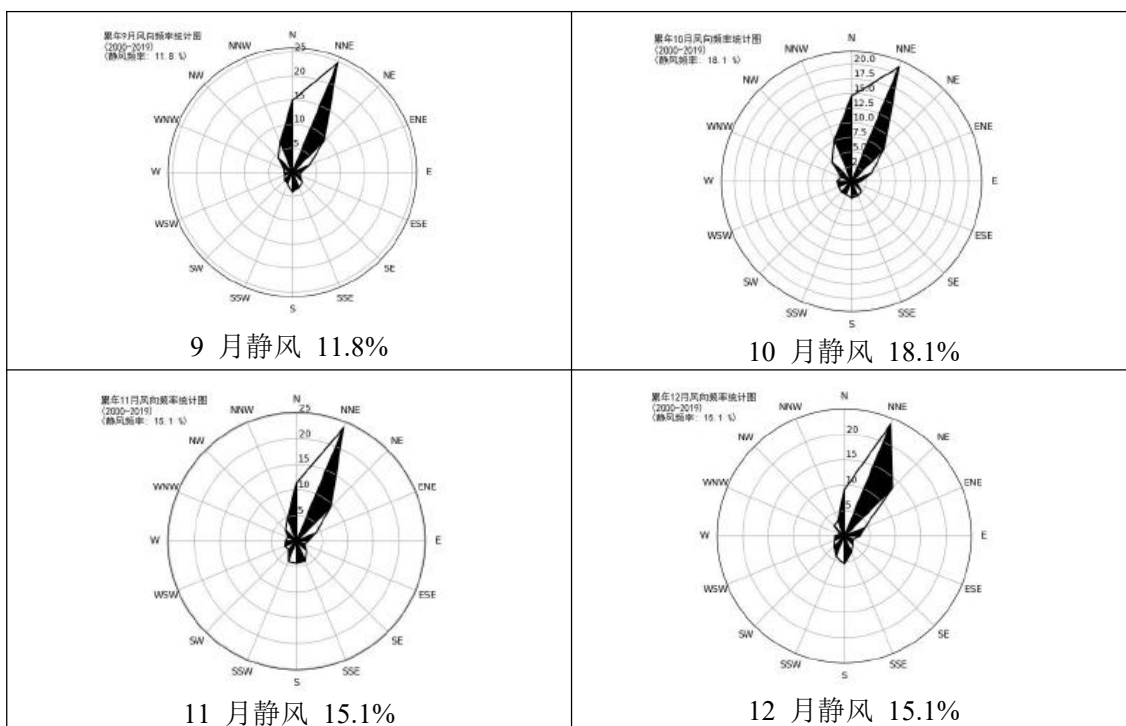 累年9月风向频率统计图
(2000-2019)
(静风频率: 11.8 %)
N
NNE
NE
ENE
E
ESE
SE
SSE
S
SSW
SW
WSW
W
WNW
NW
NNW
25
20
15
10
5
9 月静风 11.8%
累年10月风向频率统计图
(2000-2019)
(静风频率: 18.1 %)
N
NNE
NE
ENE
E
ESE
SE
SSE
S
SSW
SW
WSW
W
WNW
NW
NNW
20.0
17.5
15.0
12.5
10.0
7.5
5.0
10 月静风 18.1%
累年11月风向频率统计图
(2000-2019)
(静风频率: 15.1 %)
N
NNE
NE
ENE
E
ESE
SE
SSE
S
SSW
SW
WSW
W
WNW
NW
NNW
25
20
15
10
5
11 月静风 15.1%
累年12月风向频率统计图
(2000-2019)
(静风频率: 15.1 %)
N
NNE
NE
ENE
E
ESE
SE
SSE
S
SSW
SW
WSW
W
WNW
NW
NNW
20
15
10
5
12 月静风 15.1%